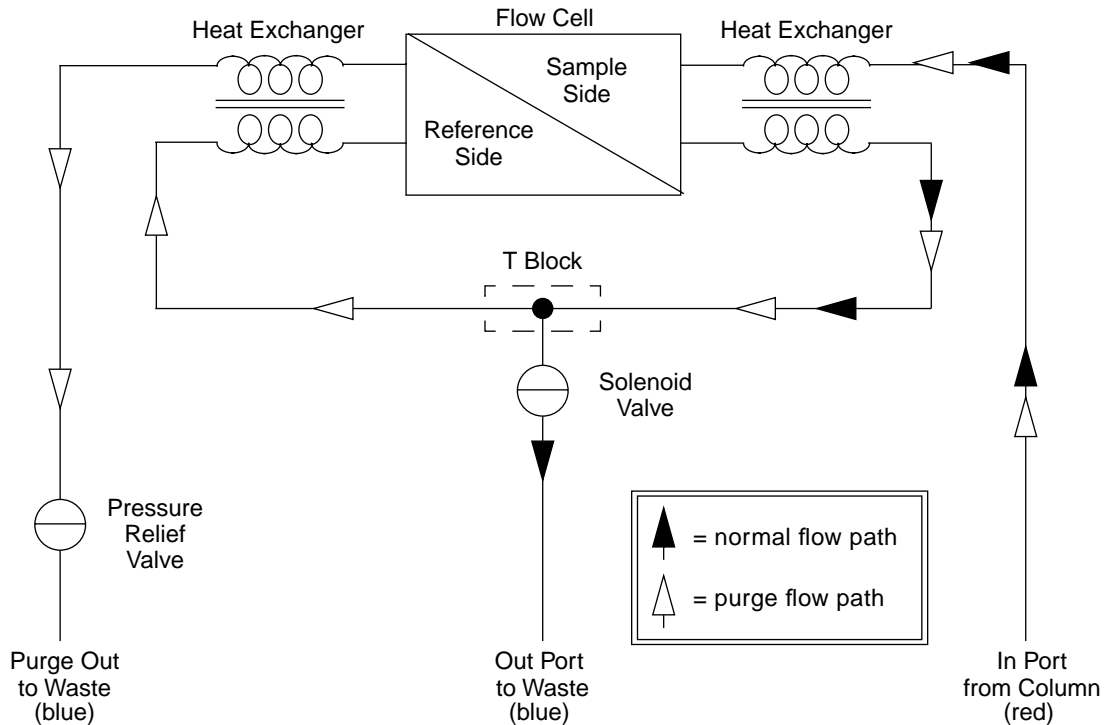 Flow Cell
Heat Exchanger
Heat Exchanger
Sample
Side
Reference
Side
T Block
Solenoid
Valve
Pressure
Relief
Valve
= normal flow path
= purge flow path
Purge Out
to Waste
(blue)
Out Port
to Waste
(blue)
In Port
from Column
(red)